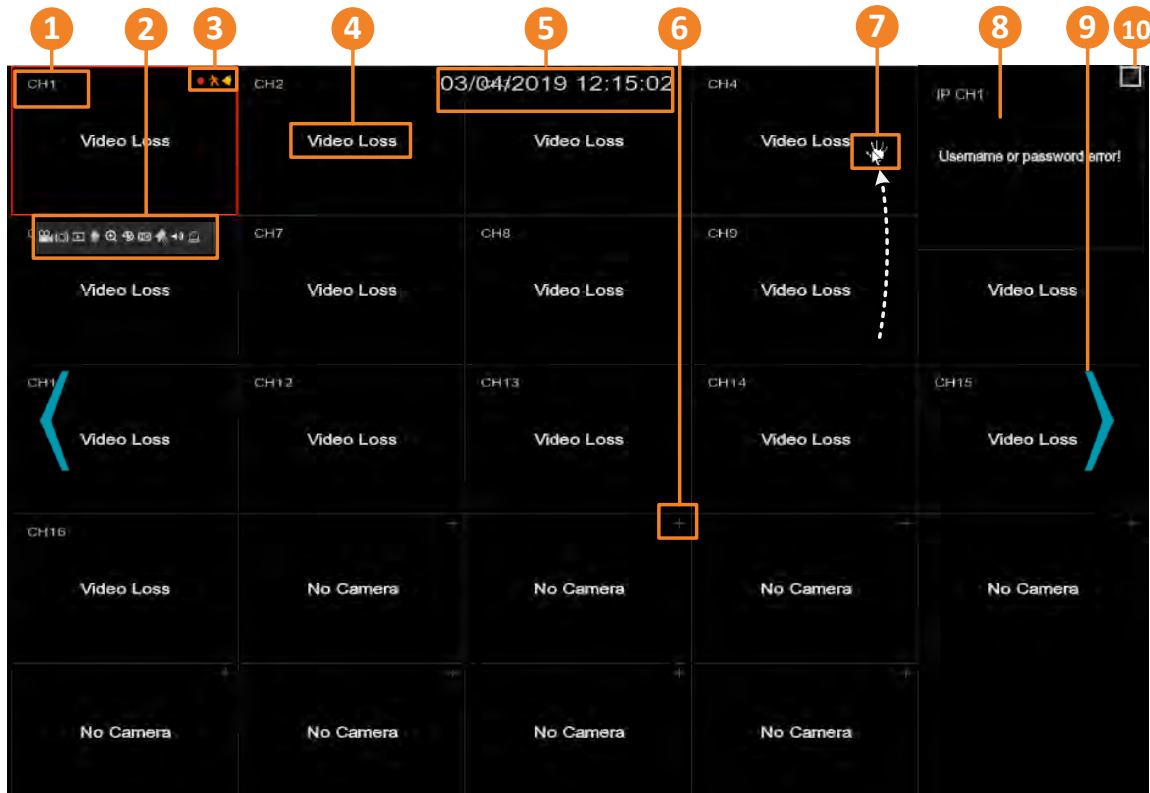 1 2 3 4 5 6 7 8 9 10
CH1 CH2 03/04/2019 12:15:02 CH4 IP CH1
Video Loss Video Loss Video Loss Video Loss Username or password error!
CH7 CH8 CH9
Video Loss Video Loss Video Loss Video Loss Video Loss
CH12 CH13 CH14 CH15
Video Loss Video Loss Video Loss Video Loss Video Loss
CH16
Video Loss No Camera No Camera No Camera No Camera
No Camera No Camera No Camera No Camera